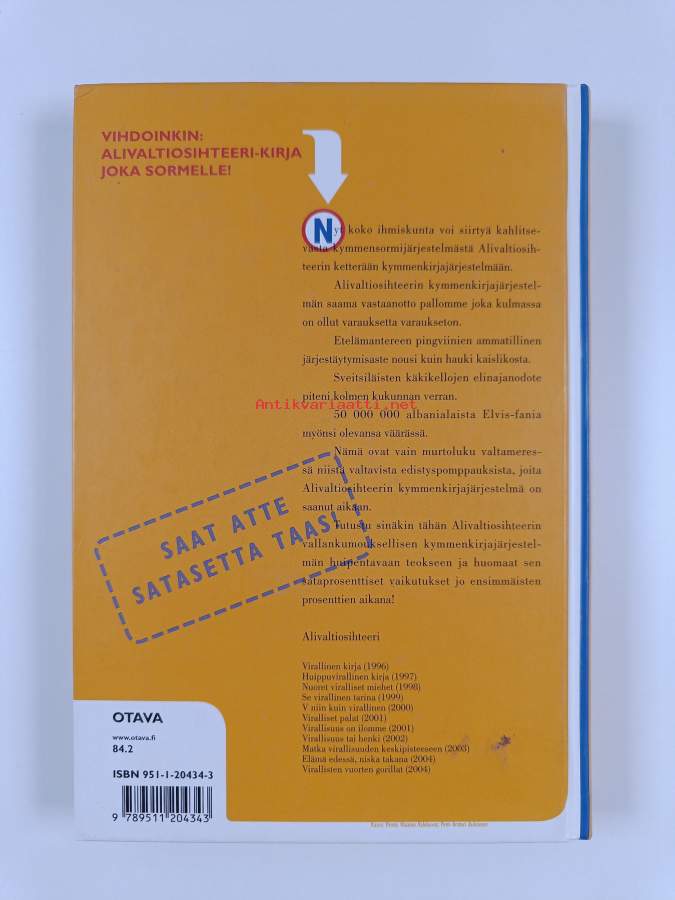 VIHDOINKIN:
ALIVALTIOSIHTEERI-KIRJA
JOKA SORMELLE!
Nyt koko ihmiskunta voi siirtyä kahlitse-
vasta kymmensormijärjestelmästä Alivaltiosih-
teerin ketterään kymmenkirjajärjestelmään.
Alivaltiosihteerin kymmenkirjajärjestel-
män saama vastaanotto pallomme joka kulmassa
on ollut varauksetta varaukseton.
Etelämantereen pingviinien ammatillinen
järjestäytymisaste nousi kuin hauki kaislikosta.
Sveitsiläisten käkikellojen elinajanodote
piteni kolmen kukunnan verran.
Antikvariaatti.net
50 000 000 albanialaista Elvis-fania
myönsi olevansa väärässä.
Nämä ovat vain murtoluku valtameres-
sä niistä valtavista edistyspomppauksista, joita
Alivaltiosihteerin kymmenkirjajärjestelmä on
saanut aikaan.
Tutustu sinäkin tähän Alivaltiosihteerin
vallankumouksellisen kymmenkirjajärjestel-
män huipentavaan teokseen ja huomaat sen
sataprosenttiset vaikutukset jo ensimmäisten
prosenttien aikana!
SAAT ATTE
SATASETTA TAAS!
Alivaltiosihteeri
Virallinen kirja (1996)
Huippuvirallinen kirja (1997)
Nuoret viralliset miehet (1998)
Se virallinen tarina (1999)
V niin kuin virallinen (2000)
Viralliset palat (2001)
Virallisuus on ilomme (2001)
Virallisuus tai henki (2002)
Matka virallisuuden keskipisteeseen (2003)
Elämä edessä, niska takana (2004)
Virallisten vuorten gorillat (2004)
OTAVA
www.otava.fi
84.2
ISBN 951-1-20434-3
9 789511 204343